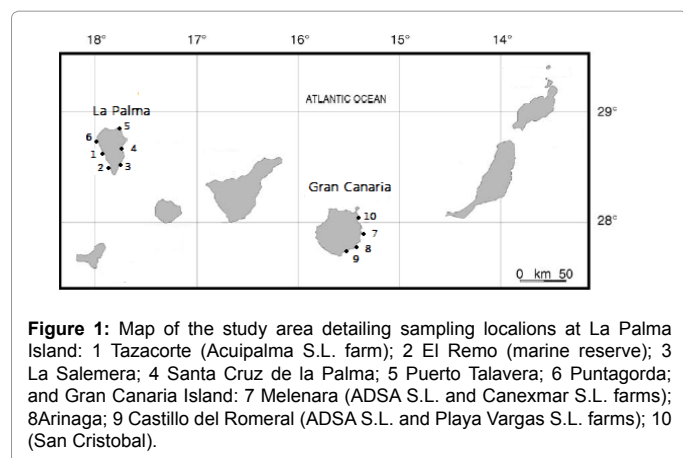 18° 17° 16° 15° 14°
ATLANTIC OCEAN
29°
La Palma
5
6
4
1
2 3
Gran Canaria
10
28°
7
8
9
0 km 50
Figure 1: Map of the study area detailing sampling localions at La Palma
Island: 1 Tazacorte (Acuipalma S.L. farm); 2 El Remo (marine reserve); 3
La Salemera; 4 Santa Cruz de la Palma; 5 Puerto Talavera; 6 Puntagorda;
and Gran Canaria Island: 7 Melenara (ADSA S.L. and Canexmar S.L. farms);
8Arinaga; 9 Castillo del Romeral (ADSA S.L. and Playa Vargas S.L. farms); 10
(San Cristobal).